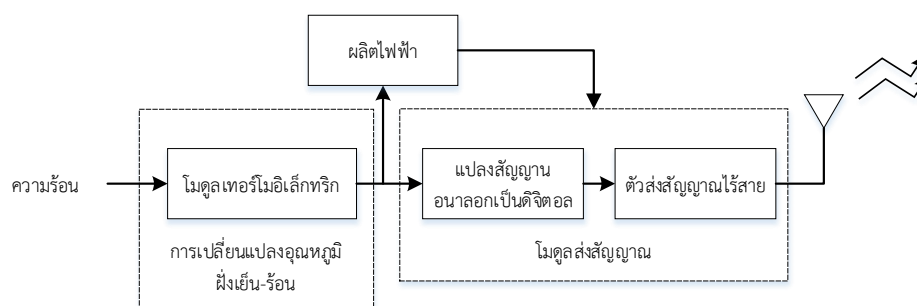 ผลิตไฟฟ้า
ความร้อน
โมดูลเทอร์โมอิเล็กทริก
แปลงสัญญาน
อนาลอกเป็นดิจิตอล
ตัวส่งสัญญาณไร้สาย
การเปลี่ยนแปลงอุณหภูมิ
ฝั่งเย็น-ร้อน
โมดูลส่งสัญญาณ